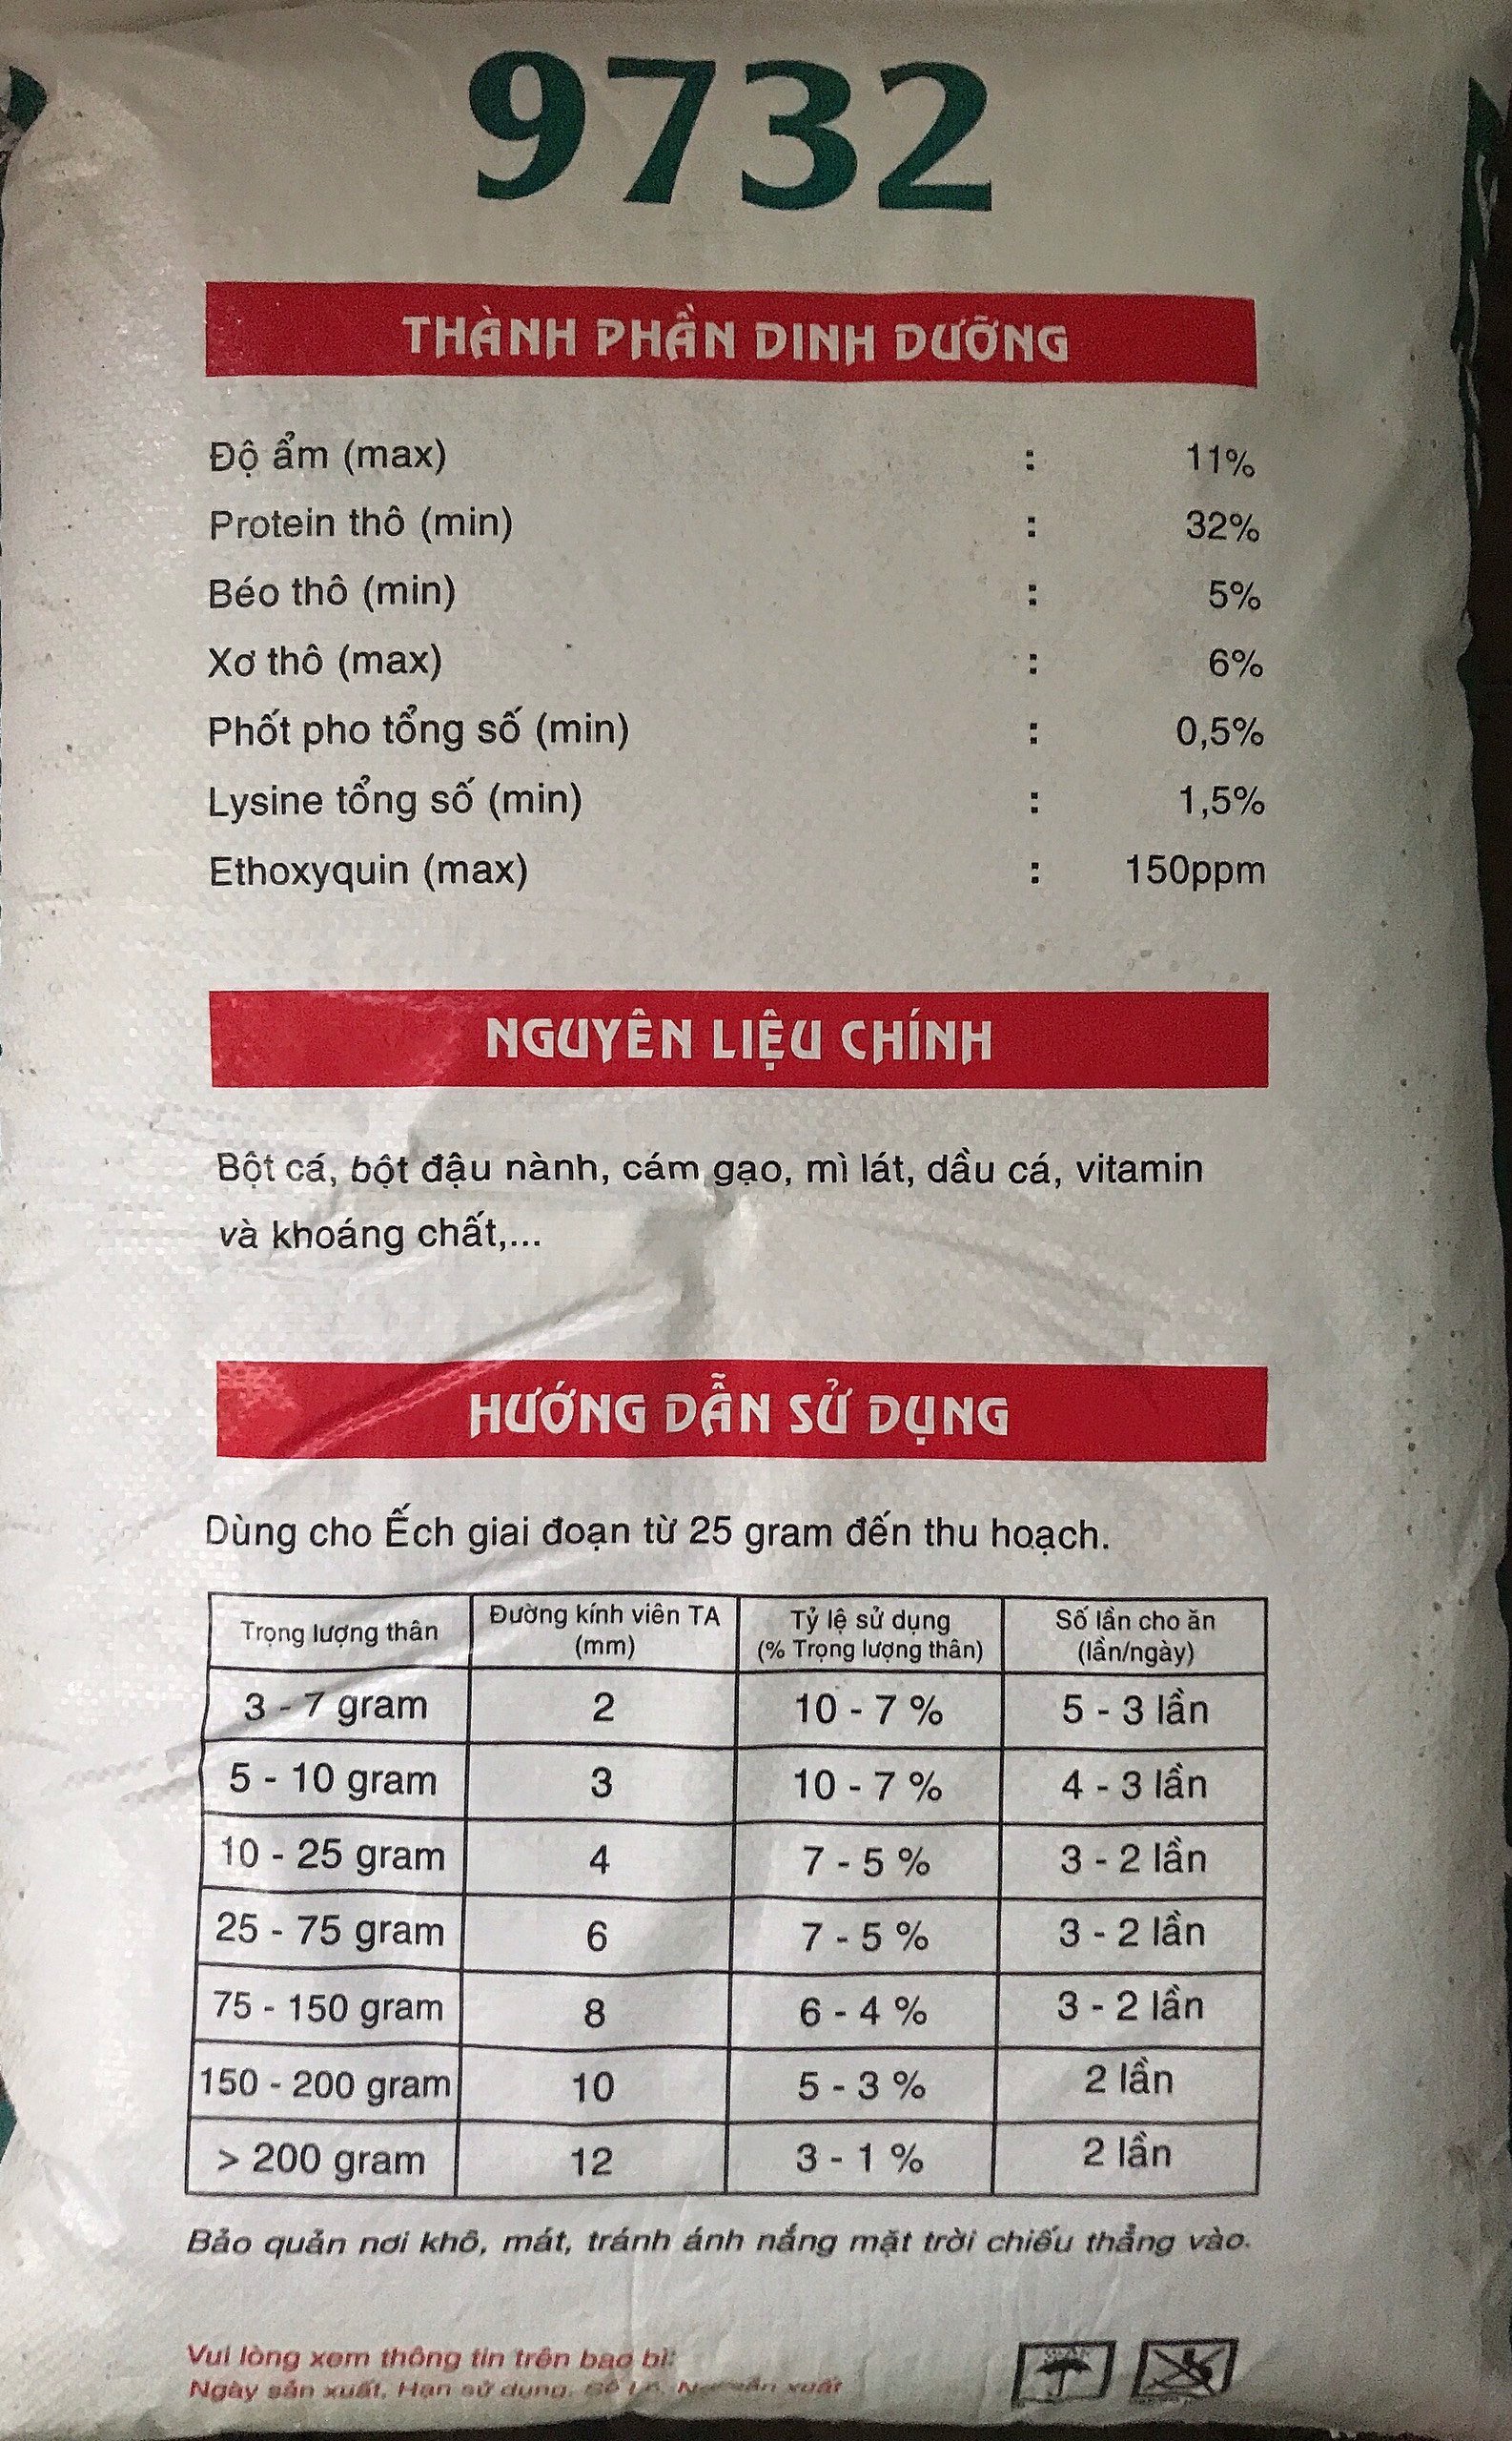 9732
THÀNH PHẦN DINH DƯỠNG
Độ ẩm (max) : 11%
Protein thô (min) : 32%
Béo thô (min) : 5%
Xơ thô (max) : 6%
Phốt pho tổng số (min) : 0,5%
Lysine tổng số (min) : 1,5%
Ethoxyquin (max) : 150ppm
NGUYÊN LIỆU CHÍNH
Bột cá, bột đậu nành, cám gạo, mì lát, dầu cá, vitamin
và khoáng chất,...
HƯỚNG DẪN SỬ DỤNG
Dùng cho Ếch giai đoạn từ 25 gram đến thu hoạch.
Trọng lượng thân Đường kính viên TA (mm) Tỷ lệ sử dụng (% Trọng lượng thân) Số lần cho ăn (lần/ngày)
3 - 7 gram 2 10 - 7 % 5 - 3 lần
5 - 10 gram 3 10 - 7 % 4 - 3 lần
10 - 25 gram 4 7 - 5 % 3 - 2 lần
25 - 75 gram 6 7 - 5 % 3 - 2 lần
75 - 150 gram 8 6 - 4 % 3 - 2 lần
150 - 200 gram 10 5 - 3 % 2 lần
> 200 gram 12 3 - 1 % 2 lần
Bảo quản nơi khô, mát, tránh ánh nắng mặt trời chiếu thẳng vào.
Vui lòng xem thông tin trên bao bì:
Ngày sản xuất, Hạn sử dụng, Số Lô, xuất